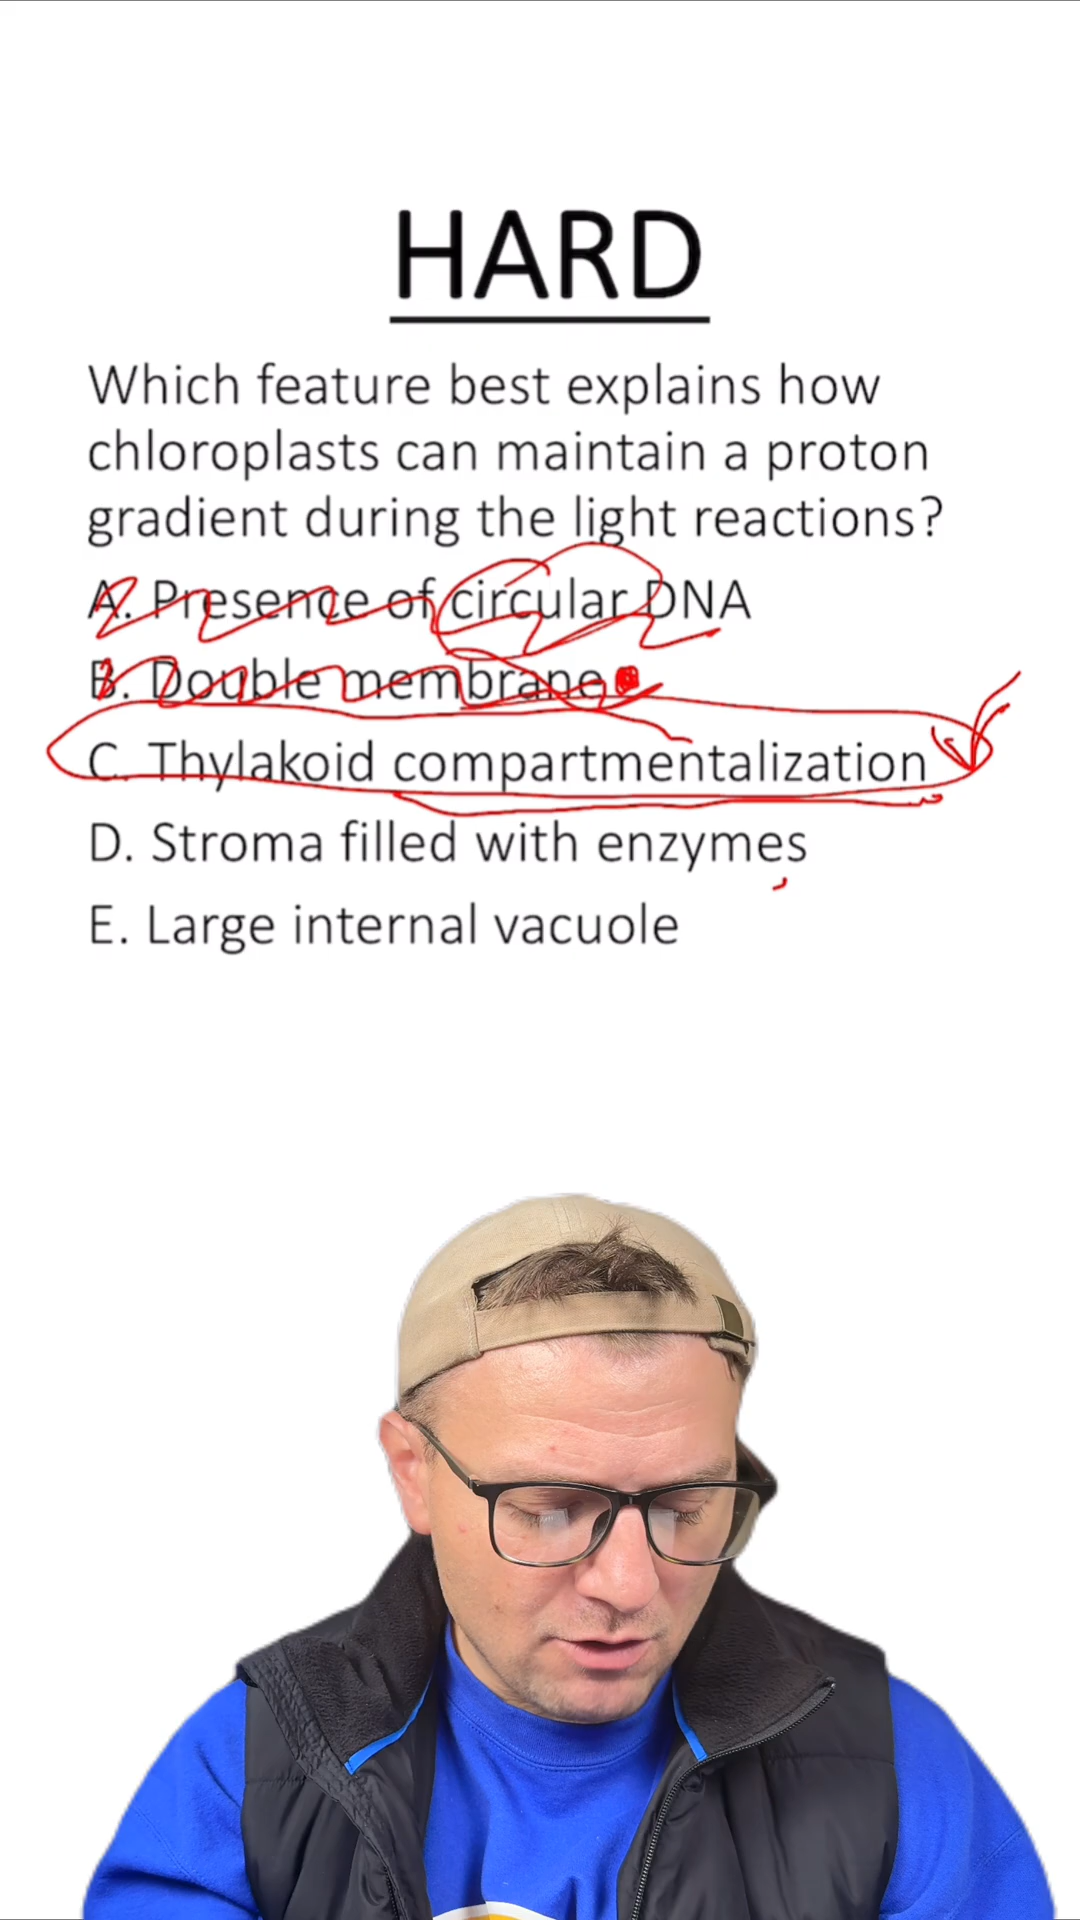 HARD
Which feature best explains how
chloroplasts can maintain a proton
gradient during the light reactions?
A. Presence of circular DNA
B. Double membrane
C. Thylakoid compartmentalization
D. Stroma filled with enzymes
E. Large internal vacuole